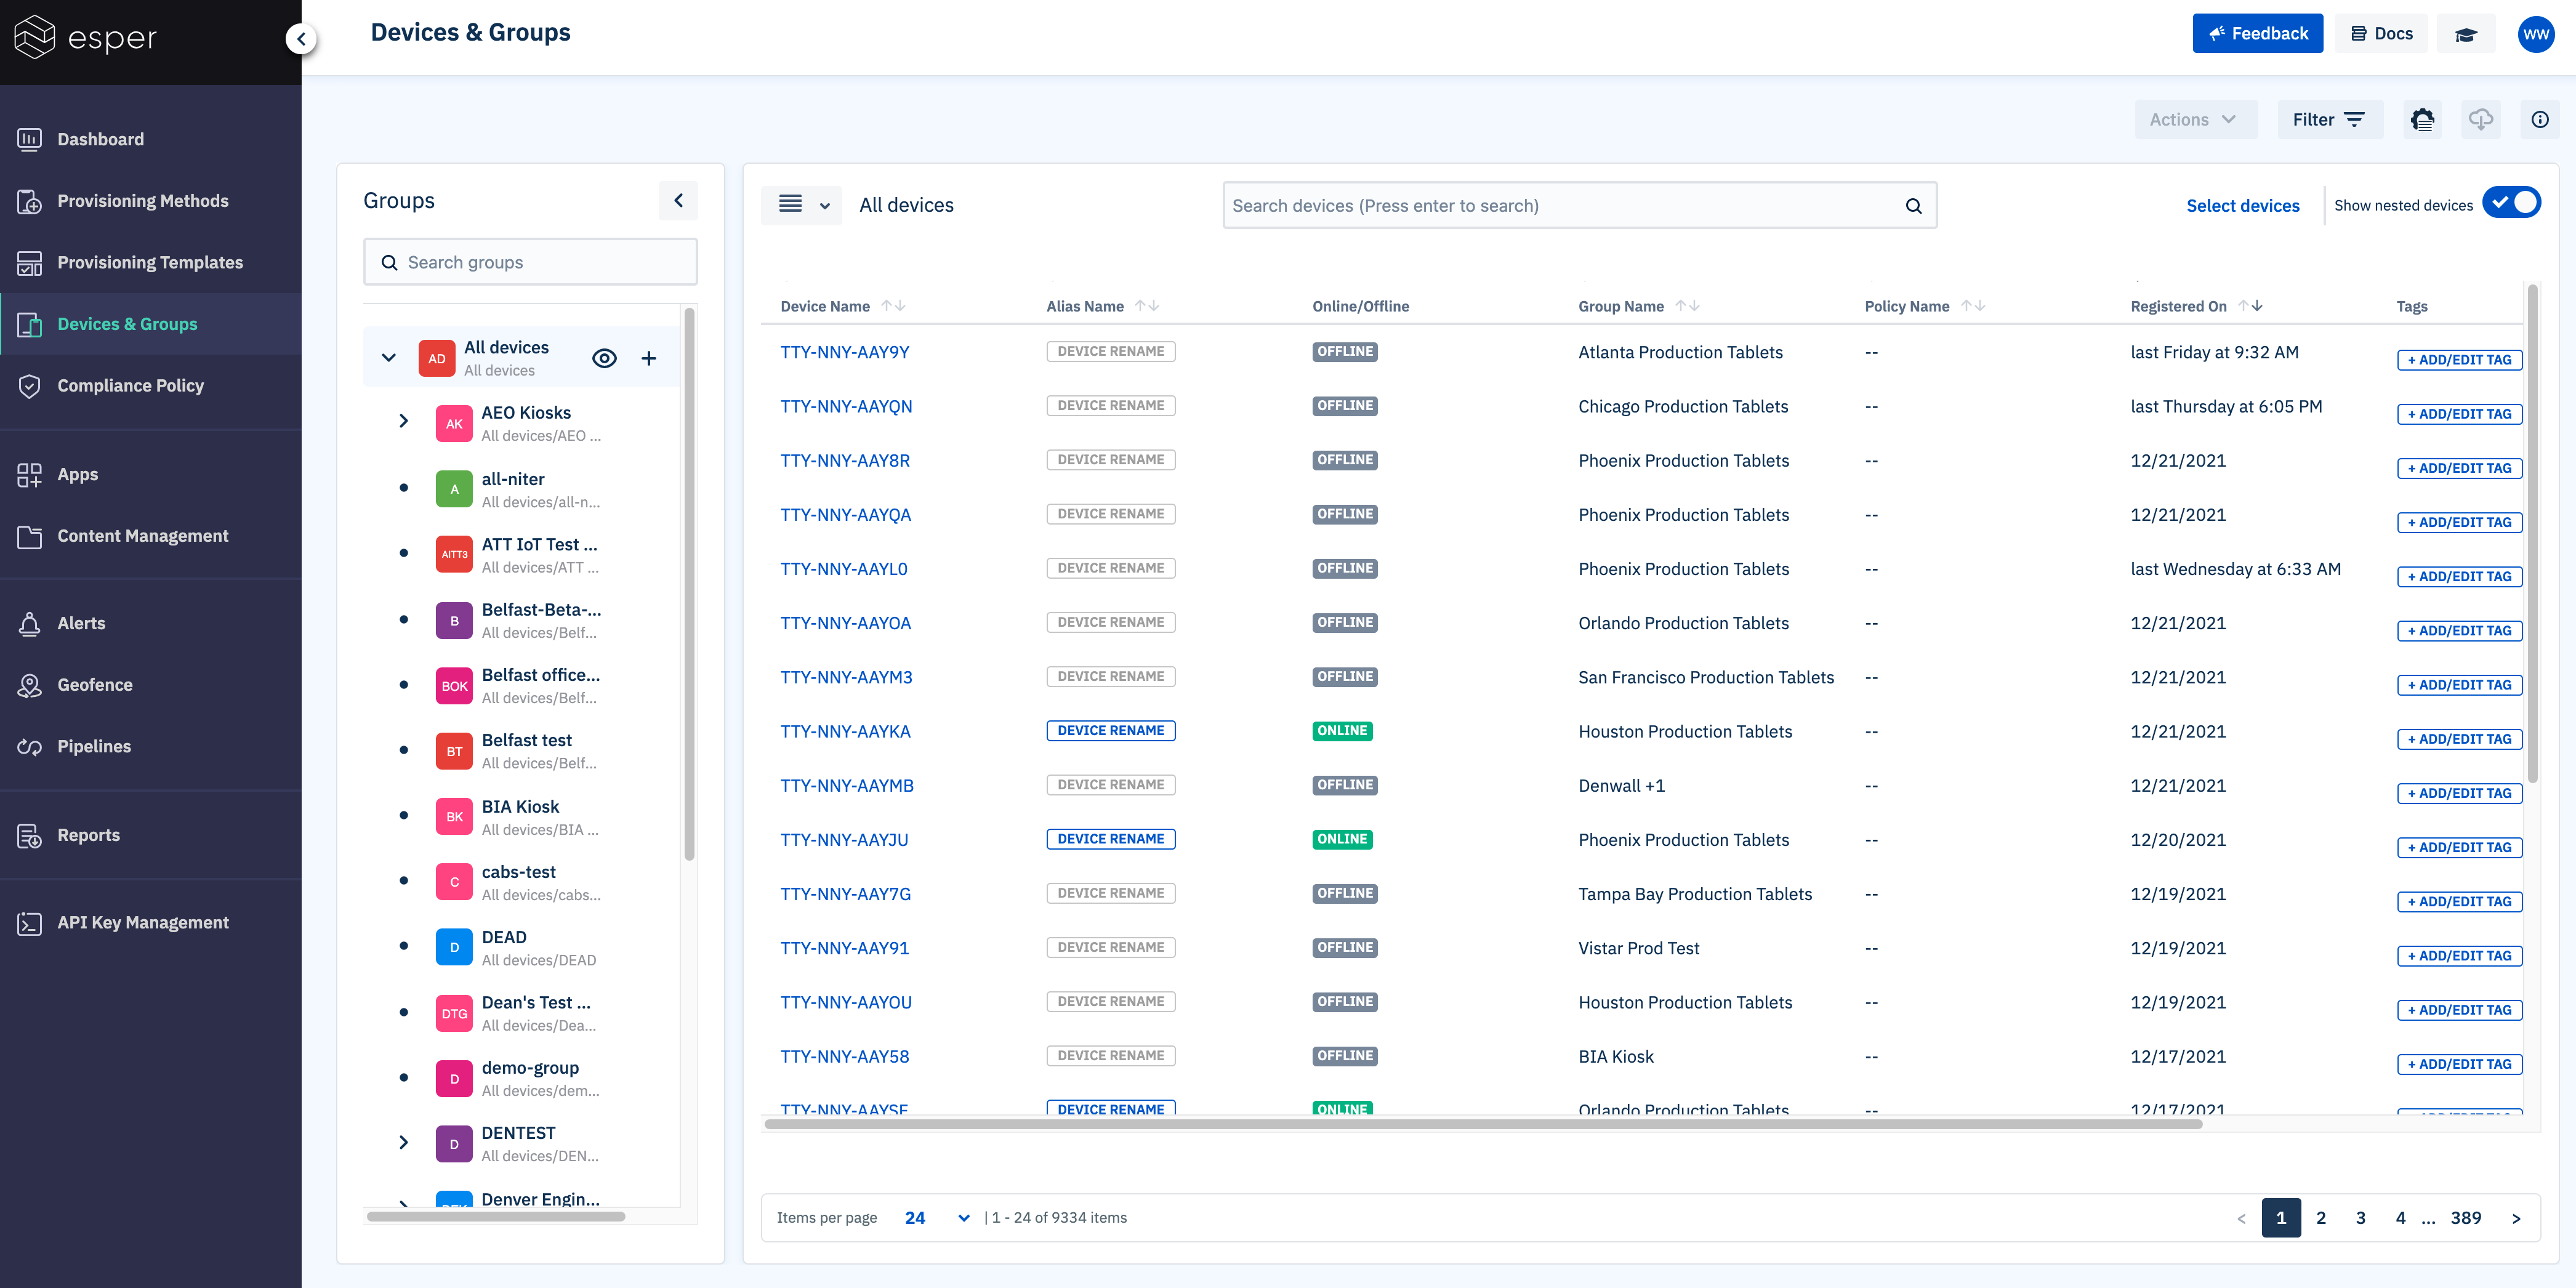 esper
Devices & Groups
Feedback
Docs
WW
Dashboard
Provisioning Methods
Provisioning Templates
Devices & Groups
Compliance Policy
Apps
Content Management
Alerts
Geofence
Pipelines
Reports
API Key Management
Actions
Filter
Groups
Search groups
AD All devices
All devices
AK AEO Kiosks
All devices/AEO ...
A all-niter
All devices/all-n...
AITT3 ATT IoT Test ...
All devices/ATT ...
B Belfast-Beta-...
All devices/Belf...
BOK Belfast office...
All devices/Belf...
BT Belfast test
All devices/Belf...
BK BIA Kiosk
All devices/BIA ...
C cabs-test
All devices/cabs...
D DEAD
All devices/DEAD
DTG Dean's Test ...
All devices/Dea...
D demo-group
All devices/dem...
D DENTEST
All devices/DEN...
Denver Engin...
All devices
Search devices (Press enter to search)
Select devices
Show nested devices
Device Name Alias Name Online/Offline Group Name Policy Name Registered On Tags
TTY-NNY-AAY9Y DEVICE RENAME OFFLINE Atlanta Production Tablets -- last Friday at 9:32 AM + ADD/EDIT TAG
TTY-NNY-AAYQN DEVICE RENAME OFFLINE Chicago Production Tablets -- last Thursday at 6:05 PM + ADD/EDIT TAG
TTY-NNY-AAY8R DEVICE RENAME OFFLINE Phoenix Production Tablets -- 12/21/2021 + ADD/EDIT TAG
TTY-NNY-AAYQA DEVICE RENAME OFFLINE Phoenix Production Tablets -- 12/21/2021 + ADD/EDIT TAG
TTY-NNY-AAYL0 DEVICE RENAME OFFLINE Phoenix Production Tablets -- last Wednesday at 6:33 AM + ADD/EDIT TAG
TTY-NNY-AAYOA DEVICE RENAME OFFLINE Orlando Production Tablets -- 12/21/2021 + ADD/EDIT TAG
TTY-NNY-AAYM3 DEVICE RENAME OFFLINE San Francisco Production Tablets -- 12/21/2021 + ADD/EDIT TAG
TTY-NNY-AAYKA DEVICE RENAME ONLINE Houston Production Tablets -- 12/21/2021 + ADD/EDIT TAG
TTY-NNY-AAYMB DEVICE RENAME OFFLINE Denwall +1 -- 12/21/2021 + ADD/EDIT TAG
TTY-NNY-AAYJU DEVICE RENAME ONLINE Phoenix Production Tablets -- 12/20/2021 + ADD/EDIT TAG
TTY-NNY-AAY7G DEVICE RENAME OFFLINE Tampa Bay Production Tablets -- 12/19/2021 + ADD/EDIT TAG
TTY-NNY-AAY91 DEVICE RENAME OFFLINE Vistar Prod Test -- 12/19/2021 + ADD/EDIT TAG
TTY-NNY-AAYOU DEVICE RENAME OFFLINE Houston Production Tablets -- 12/19/2021 + ADD/EDIT TAG
TTY-NNY-AAY58 DEVICE RENAME OFFLINE BIA Kiosk -- 12/17/2021 + ADD/EDIT TAG
DEVICE RENAME ONLINE Orlando Production Tablets -- 12/17/2021
Items per page 24 | 1 - 24 of 9334 items
< 1 2 3 4 ... 389 >